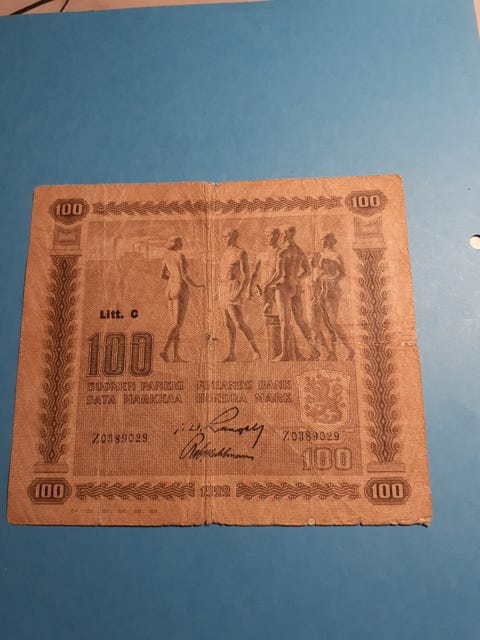 100 100
Litt. C
100
SUOMEN PANKKI FINLANDS BANK
SATA MARKKAA HUNDRA MARK
Z0389029 Z0389029
100
100 1922 100